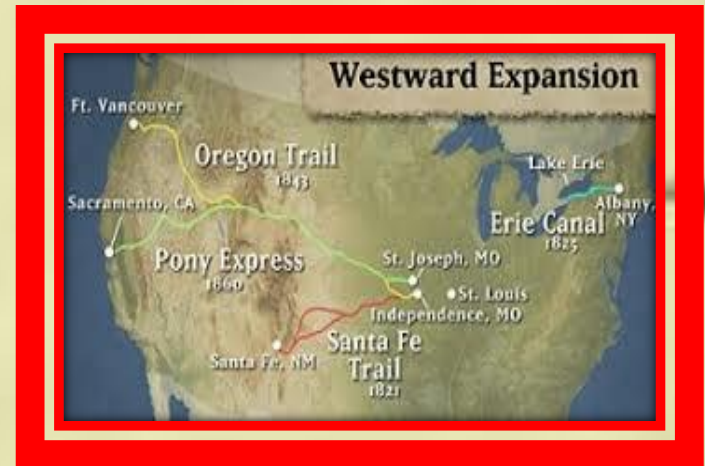 Westward Expansion
Ft. Vancouver
Oregon Trail
1843
Lake Erie
Sacramento, CA
Albany,
NY
Erie Canal
1825
Pony Express
1860
St. Joseph, MO
St. Louis
Independence, MO
Santa Fe, NM
Santa Fe
Trail
1821